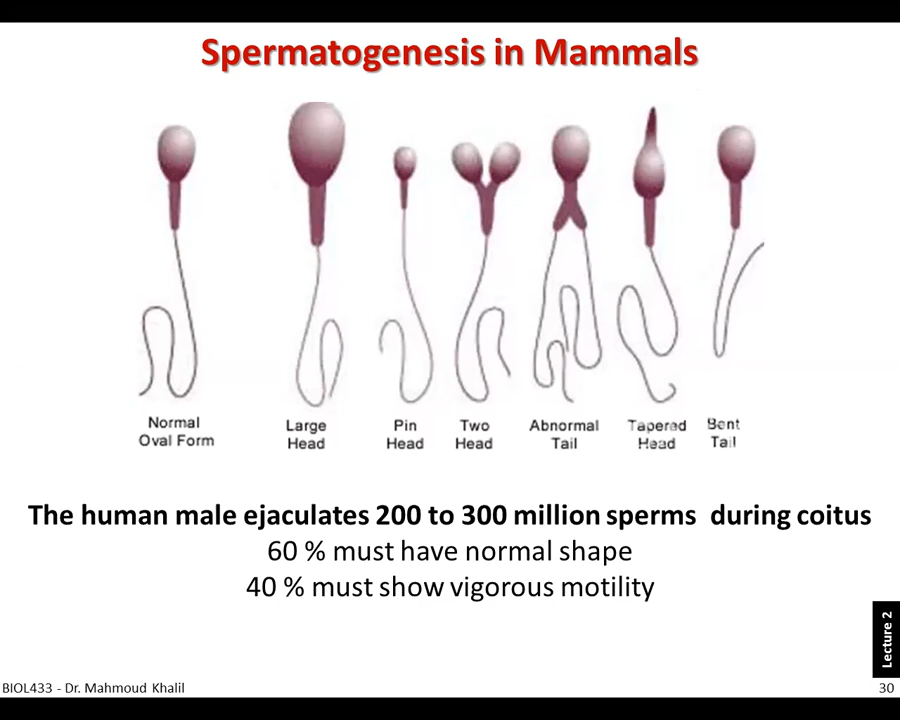 Spermatogenesis in Mammals
Normal
Oval Form
Large
Head
Pin
Head
Two
Head
Abnormal
Tail
Tapered
Head
Bent
Tail
The human male ejaculates 200 to 300 million sperms during coitus
60 % must have normal shape
40 % must show vigorous motility
Lecture 2
BIOL433 - Dr. Mahmoud Khalil
30